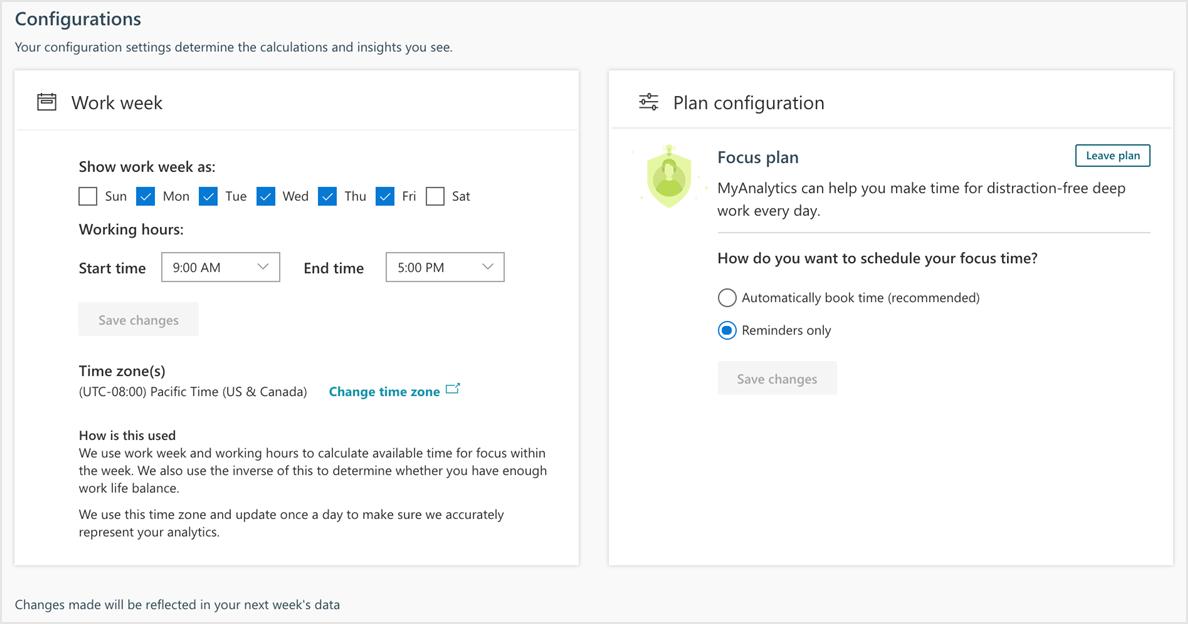 Configurations
Your configuration settings determine the calculations and insights you see.
Work week
Show work week as:
Sun Mon Tue Wed Thu Fri Sat
Working hours:
Start time 9:00 AM End time 5:00 PM
Save changes
Time zone(s)
(UTC-08:00) Pacific Time (US & Canada) Change time zone
How is this used
We use work week and working hours to calculate available time for focus within
the week. We also use the inverse of this to determine whether you have enough
work life balance.
We use this time zone and update once a day to make sure we accurately
represent your analytics.
Plan configuration
Focus plan
Leave plan
MyAnalytics can help you make time for distraction-free deep
work every day.
How do you want to schedule your focus time?
Automatically book time (recommended)
Reminders only
Save changes
Changes made will be reflected in your next week's data